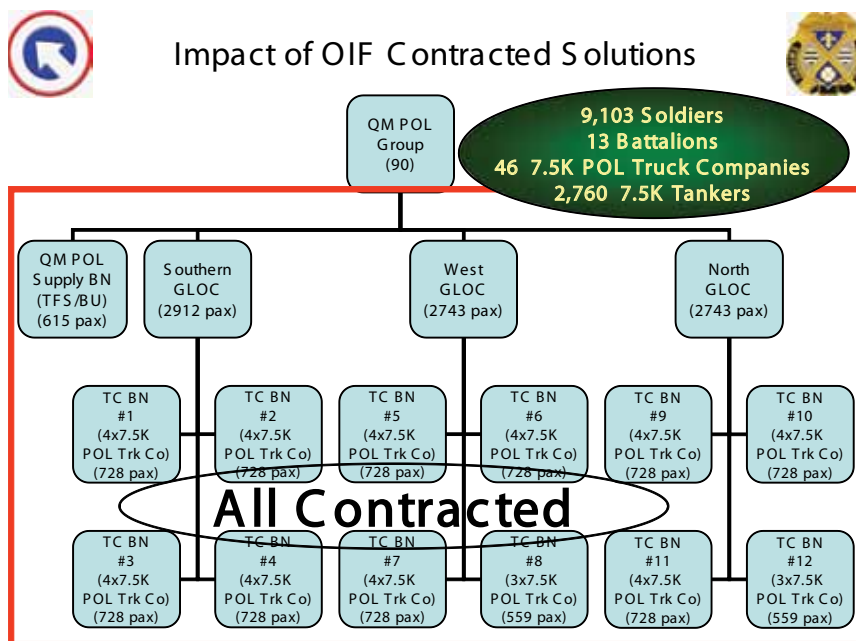 Impact of OIF Contracted Solutions
QM POL
Group
(90)
9,103 Soldiers
13 Battalions
46 7.5K POL Truck Companies
2,760 7.5K Tankers
QM POL
Supply BN
(TFS/BU)
(615 pax)
Southern
GLOC
(2912 pax)
West
GLOC
(2743 pax)
North
GLOC
(2743 pax)
TC BN
#1
(4x7.5K
POL Trk Co)
(728 pax)
TC BN
#2
(4x7.5K
POL Trk Co)
(728 pax)
TC BN
#5
(4x7.5K
POL Trk Co)
(728 pax)
TC BN
#6
(4x7.5K
POL Trk Co)
(728 pax)
TC BN
#9
(4x7.5K
POL Trk Co)
(728 pax)
TC BN
#10
(4x7.5K
POL Trk Co)
(728 pax)
All Contracted
TC BN
#3
(4x7.5K
POL Trk Co)
(728 pax)
TC BN
#4
(4x7.5K
POL Trk Co)
(728 pax)
TC BN
#7
(4x7.5K
POL Trk Co)
(728 pax)
TC BN
#8
(3x7.5K
POL Trk Co)
(559 pax)
TC BN
#11
(4x7.5K
POL Trk Co)
(728 pax)
TC BN
#12
(3x7.5K
POL Trk Co)
(559 pax)